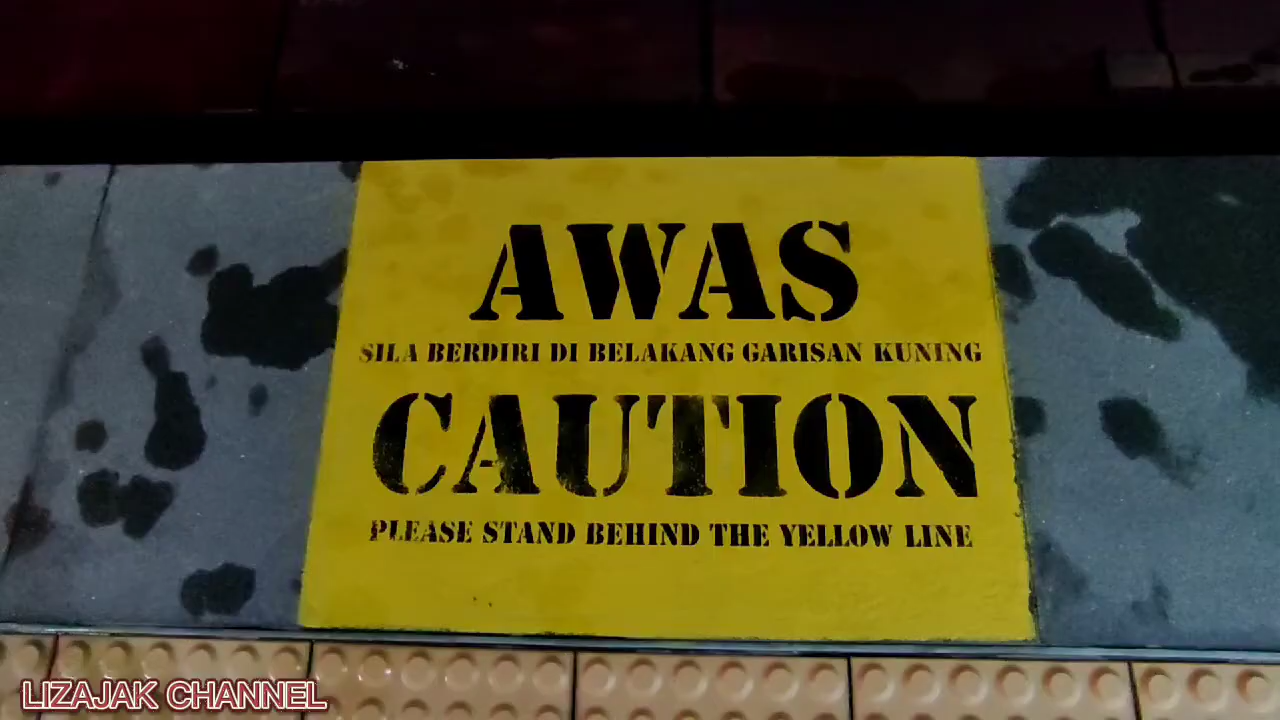 AWAS
SILA BERDIRI DI BELAKANG GARISAN KUNING
CAUTION
PLEASE STAND BEHIND THE YELLOW LINE
LIZAJAK CHANNEL